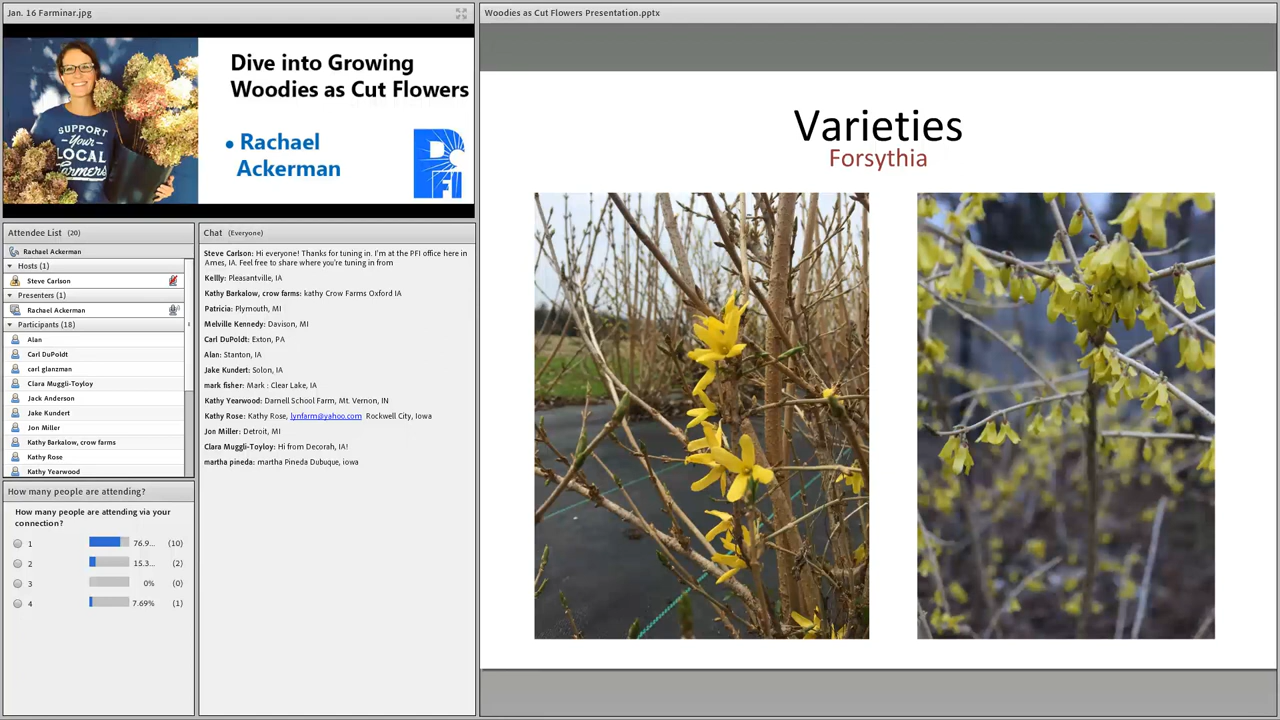 Jan. 16 Farminar.jpg
Dive into Growing
Woodies as Cut Flowers
• Rachael
Ackerman
PCFI
SUPPORT
Your
LOCAL
farmers
Attendee List (20)
Rachael Ackerman
Hosts (1)
Steve Carlson
Presenters (1)
Rachael Ackerman
Participants (18)
Alan
Carl DuPoldt
carl glanzman
Clara Muggli-Toyloy
Jack Anderson
Jake Kundert
Jon Miller
Kathy Barkalow, crow farms
Kathy Rose
Kathy Yearwood
How many people are attending?
How many people are attending via your
connection?
1 76.9... (10)
2 15.3... (2)
3 0% (0)
4 7.69% (1)
Chat (Everyone)
Steve Carlson: Hi everyone! Thanks for tuning in. I'm at the PFI office here in
Ames, IA. Feel free to share where you're tuning in from
Kellly: Pleasantville, IA
Kathy Barkalow, crow farms: kathy Crow Farms Oxford IA
Patricia: Plymouth, MI
Melville Kennedy: Davison, MI
Carl DuPoldt: Exton, PA
Alan: Stanton, IA
Jake Kundert: Solon, IA
mark fisher: Mark : Clear Lake, IA
Kathy Yearwood: Darnell School Farm, Mt. Vernon, IN
Kathy Rose: Kathy Rose, lynfarm@yahoo.com Rockwell City, Iowa
Jon Miller: Detroit, MI
Clara Muggli-Toyloy: Hi from Decorah, IA!
martha pineda: martha Pineda Dubuque, iowa
Woodies as Cut Flowers Presentation.pptx
Varieties
Forsythia